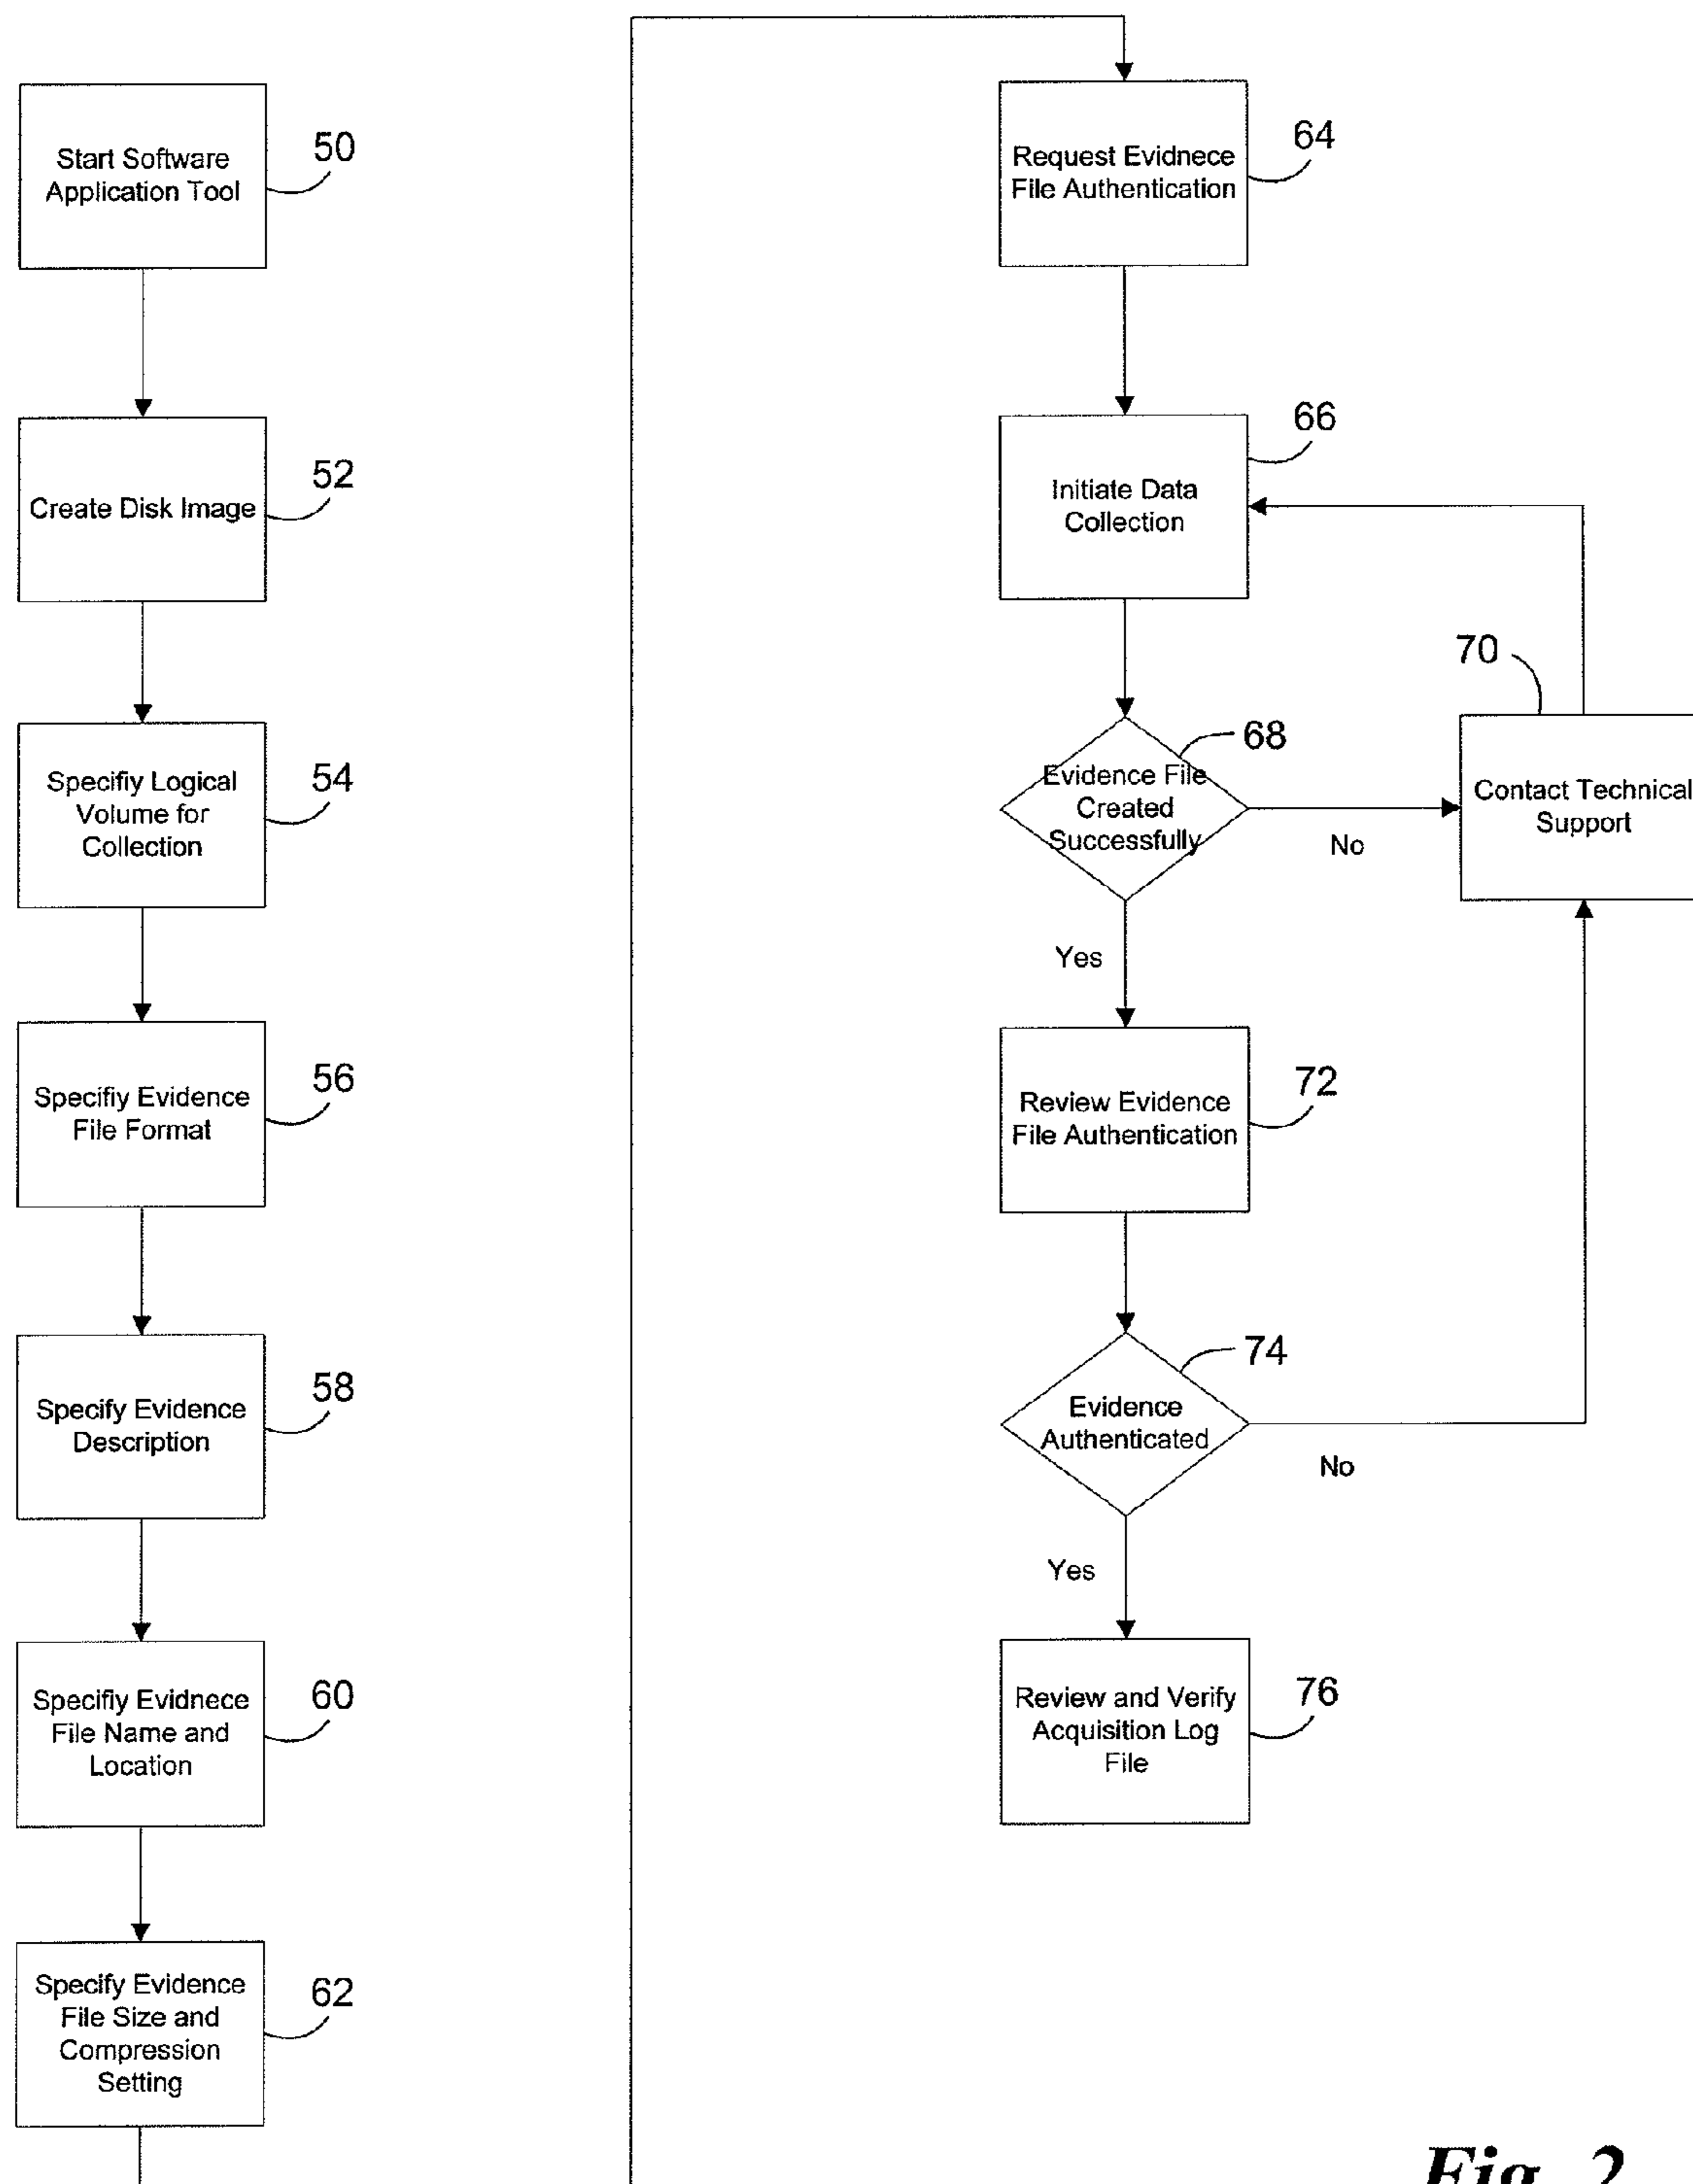 Start Software
Application Tool
50
Create Disk Image
52
Specifiy Logical
Volume for
Collection
54
Specifiy Evidence
File Format
56
Specify Evidence
Description
58
Specifiy Evidnece
File Name and
Location
60
Specify Evidence
File Size and
Compression
Setting
62
Request Evidnece
File Authentication
64
Initiate Data
Collection
66
Evidence File
Created
Successfully
68
No
Contact Technical
Support
70
Yes
Review Evidence
File Authentication
72
Evidence
Authenticated
74
No
Yes
Review and Verify
Acquisition Log
File
76
Fig. 2